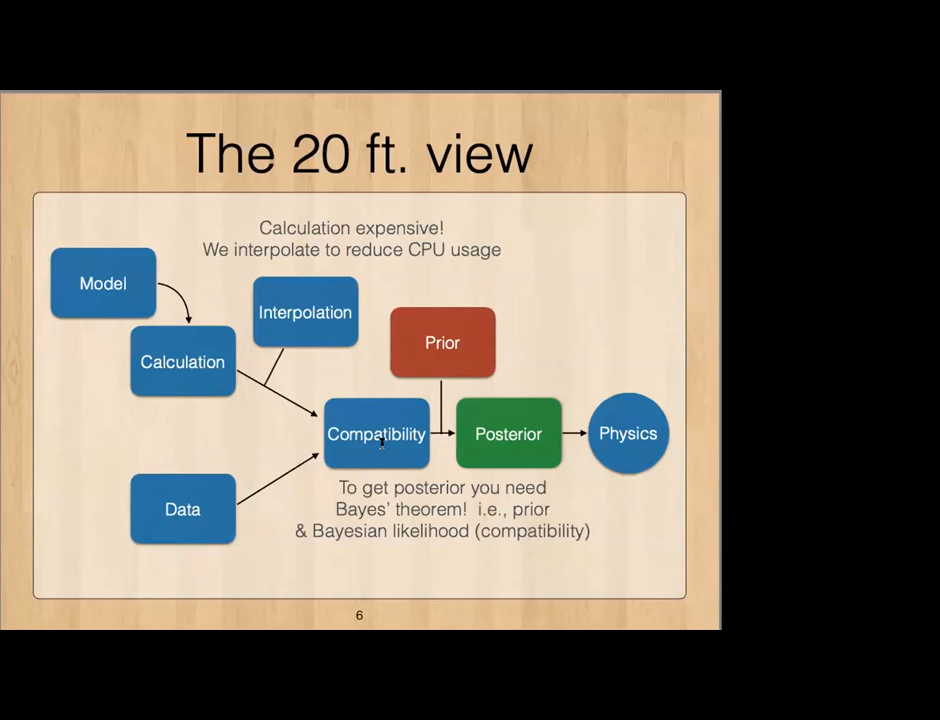 The 20 ft. view
Calculation expensive!
We interpolate to reduce CPU usage
Model
Interpolation
Prior
Calculation
Compatibility
Posterior
Physics
Data
To get posterior you need
Bayes’ theorem! i.e., prior
& Bayesian likelihood (compatibility)
6